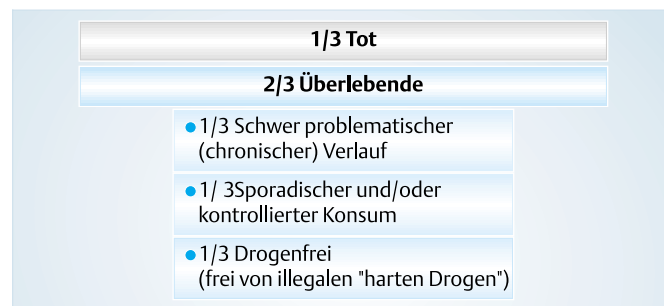 1/3 Tot
2/3 Überlebende
• 1/3 Schwer problematischer
(chronischer) Verlauf
• 1/ 3Sporadischer und/oder
kontrollierter Konsum
• 1/3 Drogenfrei
(frei von illegalen "harten Drogen")